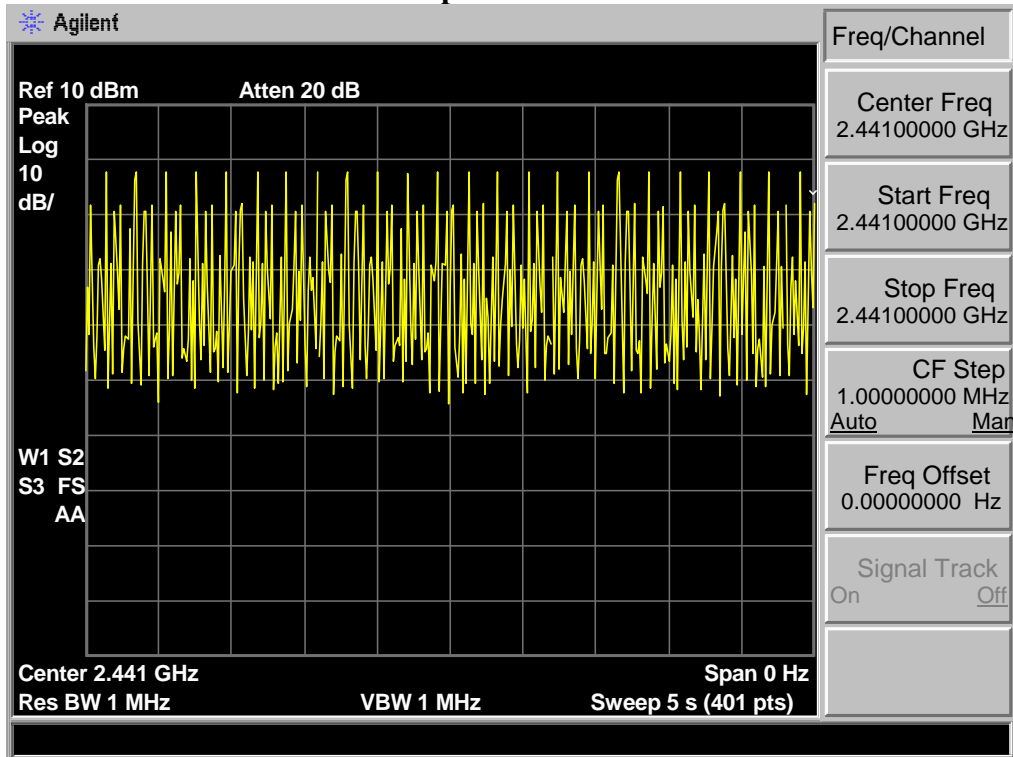 Agilent
Ref 10 dBm
Atten 20 dB
Peak
Log
10
dB/
W1 S2
S3 FS
AA
Center 2.441 GHz
Span 0 Hz
Res BW 1 MHz
VBW 1 MHz
Sweep 5 s (401 pts)
Freq/Channel
Center Freq
2.44100000 GHz
Start Freq
2.44100000 GHz
Stop Freq
2.44100000 GHz
CF Step
1.00000000 MHz
Auto Man
Freq Offset
0.00000000 Hz
Signal Track
On Off